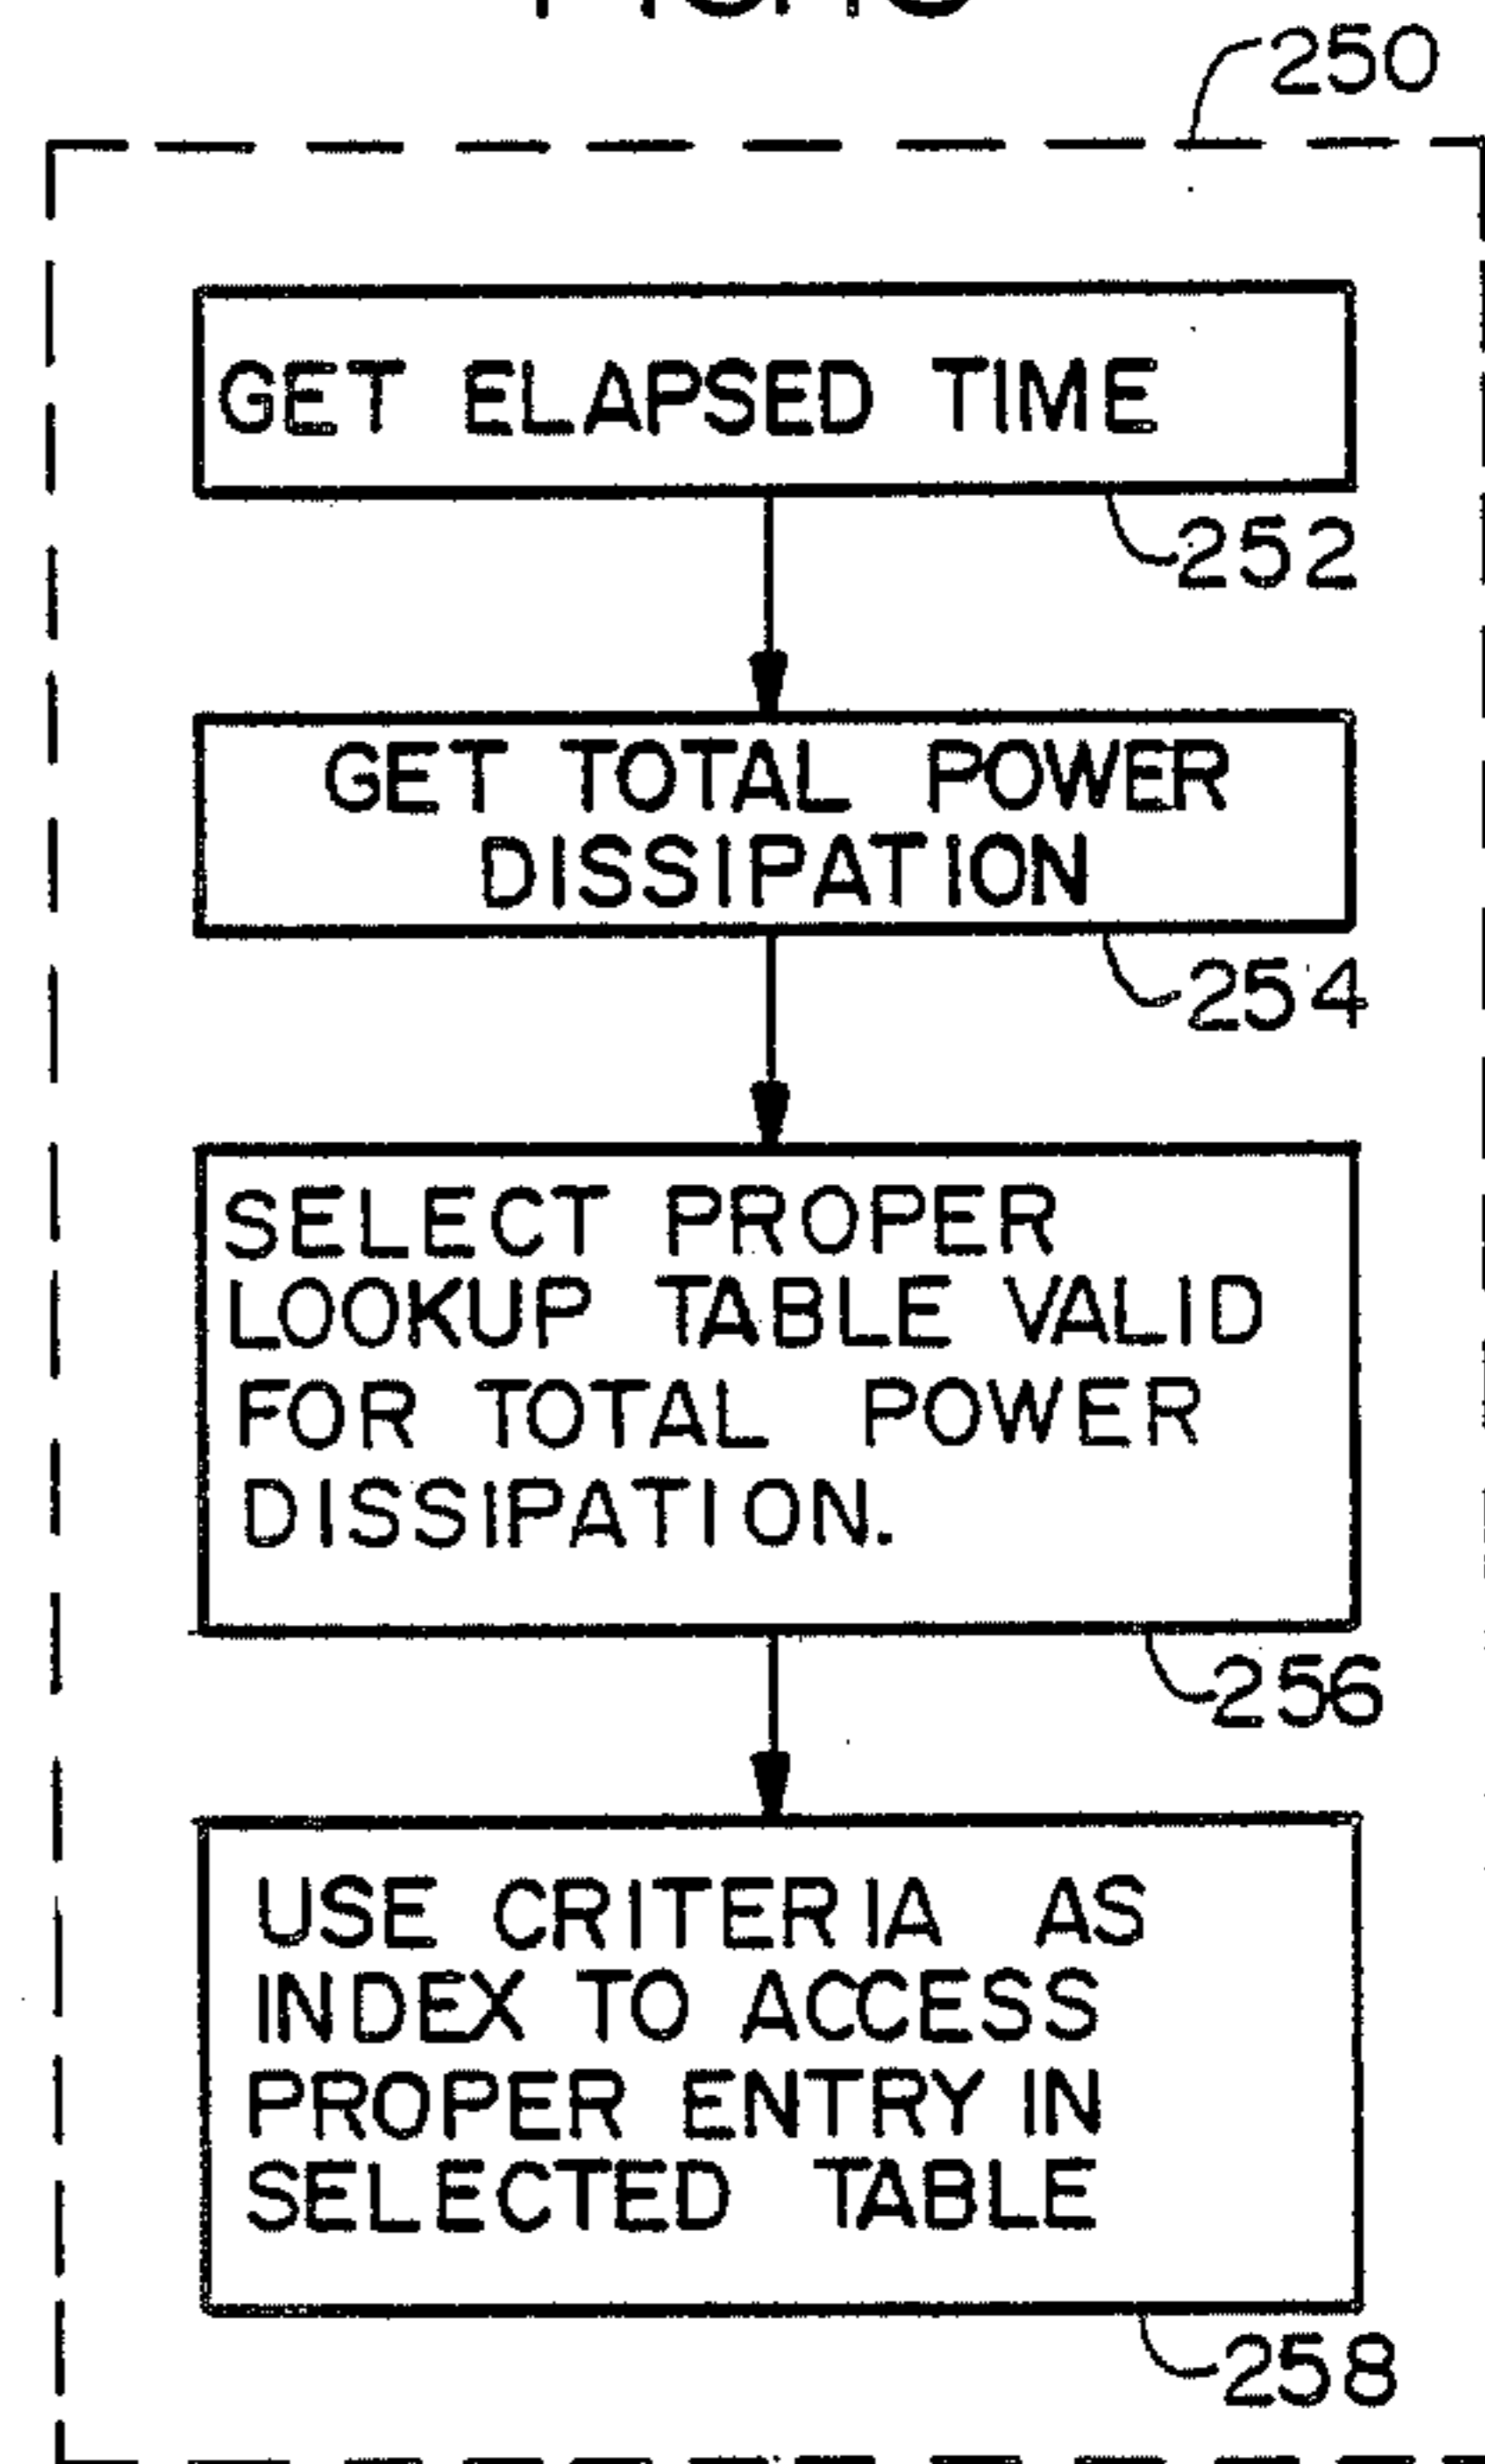 250
GET ELAPSED TIME
252
GET TOTAL POWER
DISSIPATION
254
SELECT PROPER
LOOKUP TABLE VALID
FOR TOTAL POWER
DISSIPATION.
256
USE CRITERIA AS
INDEX TO ACCESS
PROPER ENTRY IN
SELECTED TABLE
258